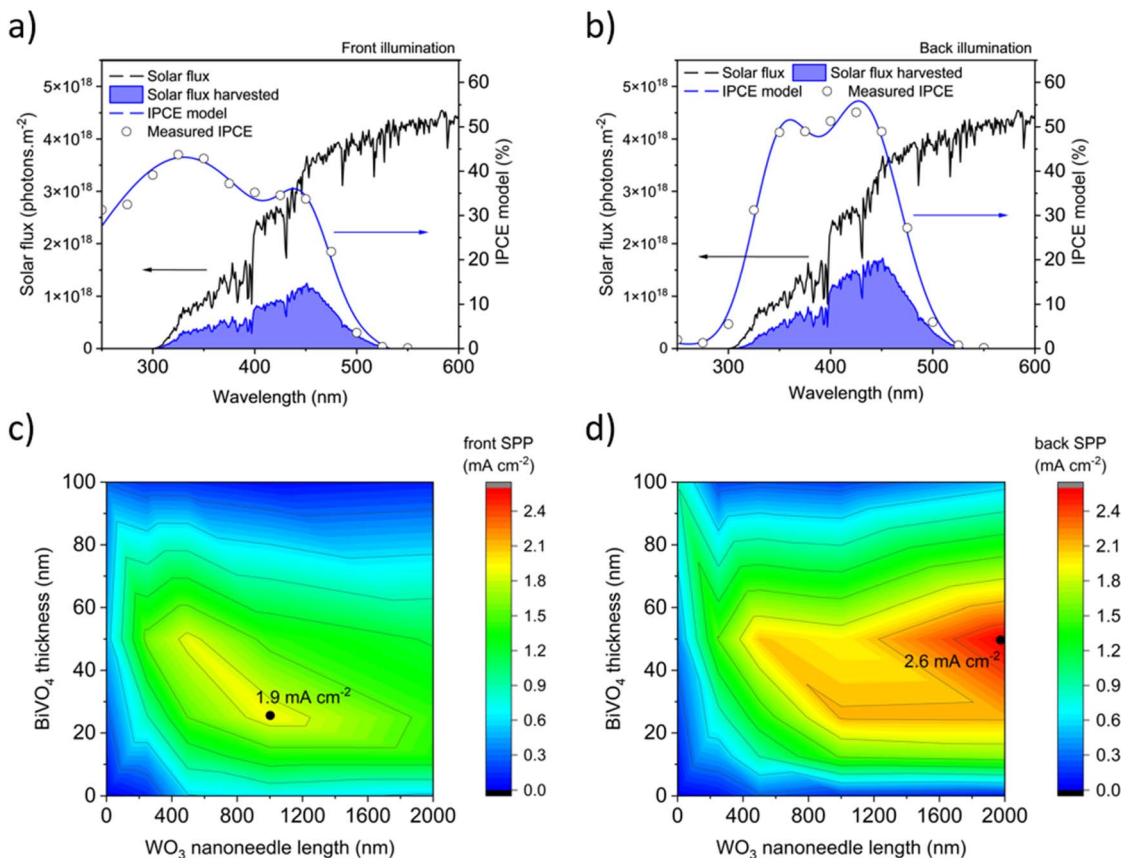 a)
Front illumination
Solar flux
Solar flux harvested
IPCE model
Measured IPCE
5×10¹⁸
4×10¹⁸
3×10¹⁸
2×10¹⁸
1×10¹⁸
0
Solar flux (photons.m⁻²)
60
50
40
30
20
10
0
IPCE model (%)
300 400 500 600
Wavelength (nm)
b)
Back illumination
Solar flux Solar flux harvested
IPCE model Measured IPCE
5×10¹⁸
4×10¹⁸
3×10¹⁸
2×10¹⁸
1×10¹⁸
0
Solar flux (photons.m⁻²)
60
50
40
30
20
10
0
IPCE model (%)
300 400 500 600
Wavelength (nm)
c)
front SPP
(mA cm⁻²)
100
80
60
40
20
0
BiVO₄ thickness (nm)
1.9 mA cm⁻²
0 400 800 1200 1600 2000
WO₃ nanoneedle length (nm)
2.4
2.1
1.8
1.5
1.2
0.9
0.6
0.3
0.0
d)
back SPP
(mA cm⁻²)
100
80
60
40
20
0
BiVO₄ thickness (nm)
2.6 mA cm⁻²
0 400 800 1200 1600 2000
WO₃ nanoneedle length (nm)
2.4
2.1
1.8
1.5
1.2
0.9
0.6
0.3
0.0